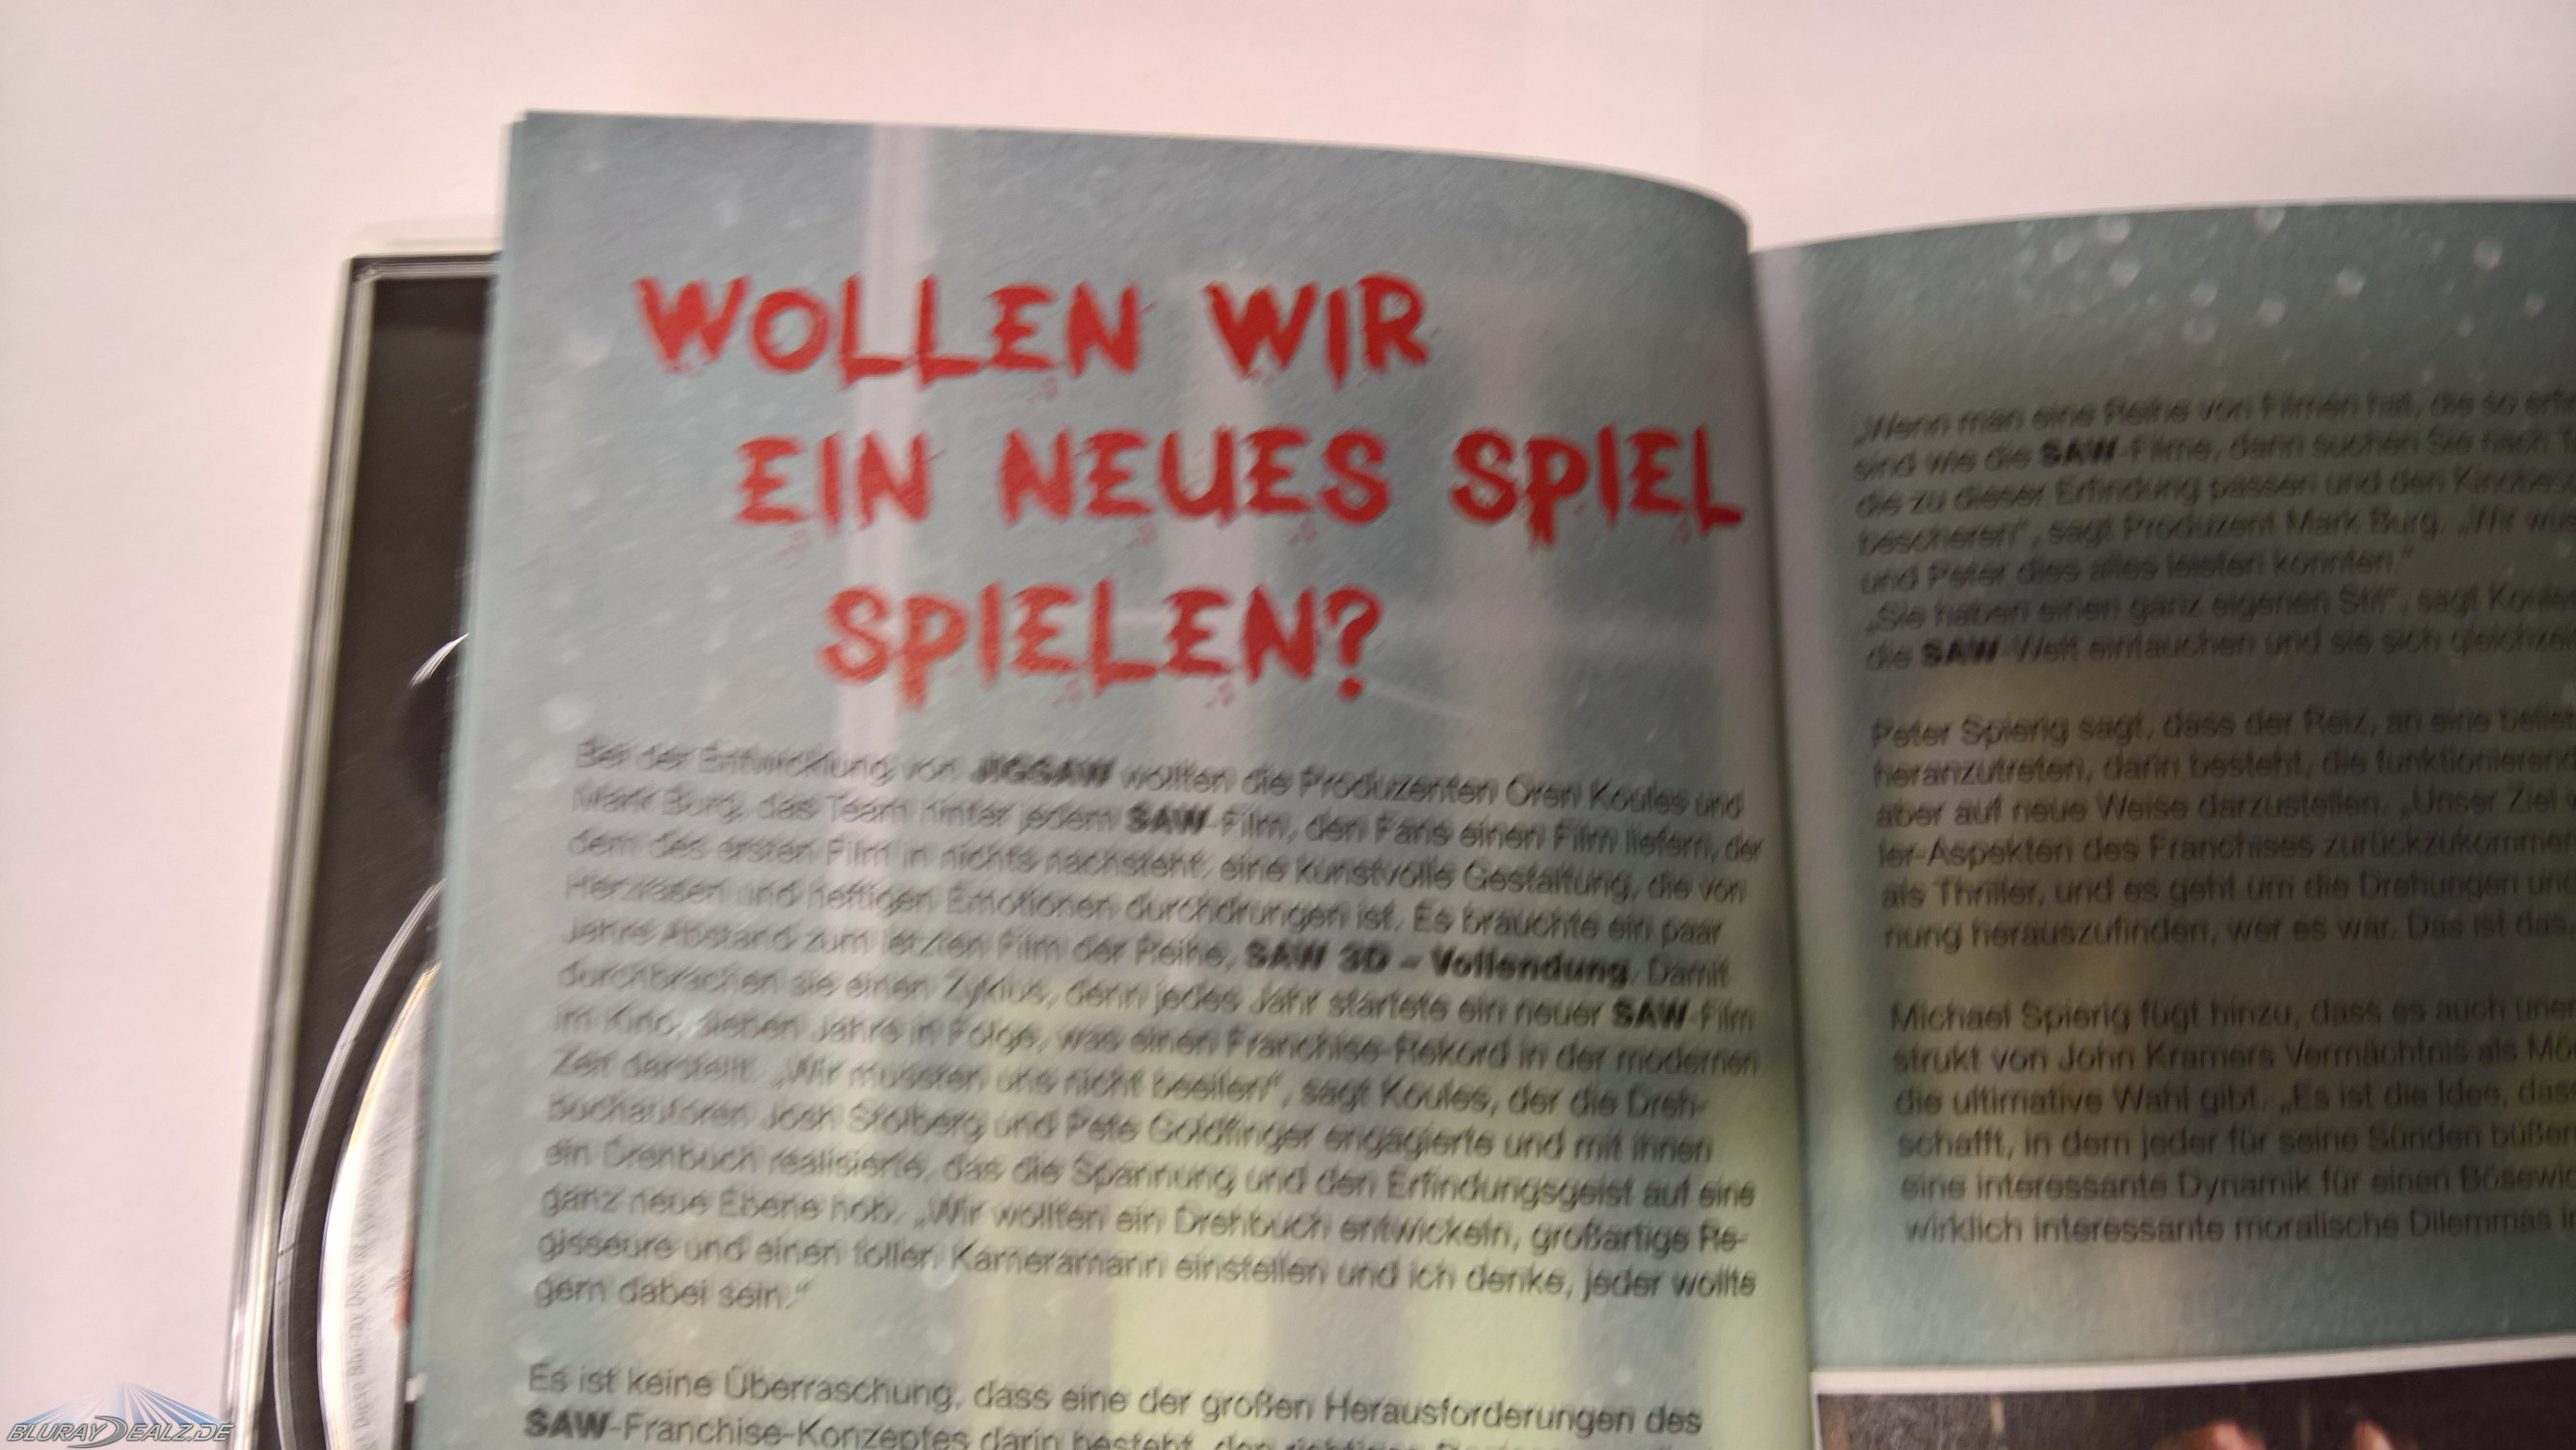 WOLLEN WIR
EIN NEUES SPIEL
SPIELEN?
Bei der Entwicklung von JIGSAW wollten die Produzenten Oren Koules und
Mark Burg, das Team hinter jedem SAW-Film, den Fans einen Film liefern, der
dem des ersten Film in nichts nachsteht: eine kunstvolle Gestaltung, die von
Herzrasen und heftigen Emotionen durchdrungen ist. Es brauchte ein paar
Jahre Abstand zum letzten Film der Reihe, SAW 3D – Vollendung. Damit
durchbrachen sie einen Zyklus, denn jedes Jahr startete ein neuer SAW-Film
im Kino, sieben Jahre in Folge, was einen Franchise-Rekord in der modernen
Zeit darstellt. „Wir mussten uns nicht beeilen“, sagt Koules, der die Dreh-
buchautoren Josh Stolberg und Pete Goldfinger engagierte und mit ihnen
ein Drehbuch realisierte, das die Spannung und den Erfindungsgeist auf eine
ganz neue Ebene hob. „Wir wollten ein Drehbuch entwickeln, großartige Re-
gisseure und einen tollen Kameramann einstellen und ich denke, jeder wollte
gern dabei sein.“
Es ist keine Überraschung, dass eine der großen Herausforderungen des
SAW-Franchise-Konzeptes darin besteht, den richtigen
„Wenn man eine Reihe von Filmen hat, die so
sind wie die SAW-Filme, dann suchen Sie nach
die zu dieser Erfindung passen und den
bescheren“, sagt Produzent Mark Burg. „Wir
und Peter dies alles leisten konnten.“
„Sie haben einen ganz eigenen Stil“, sagt
die SAW-Welt eintauchen und sie sich
Peter Spierig sagt, dass der Reiz, an eine
heranzutreten, darin besteht, die
aber auf neue Weise darzustellen. „Unser Ziel
ler-Aspekten des Franchises zurückzukommen
als Thriller, und es geht um die Drehungen und
nung herauszufinden, wer es war. Das ist das,
Michael Spierig fügt hinzu, dass es auch
strukt von John Kramers Vermächtnis als
die ultimative Wahl gibt. „Es ist die Idee,
schafft, in dem jeder für seine Sünden büßen
eine interessante Dynamik für einen
wirklich interessante moralische Dilemmas
BLURAYDEALZ.DE